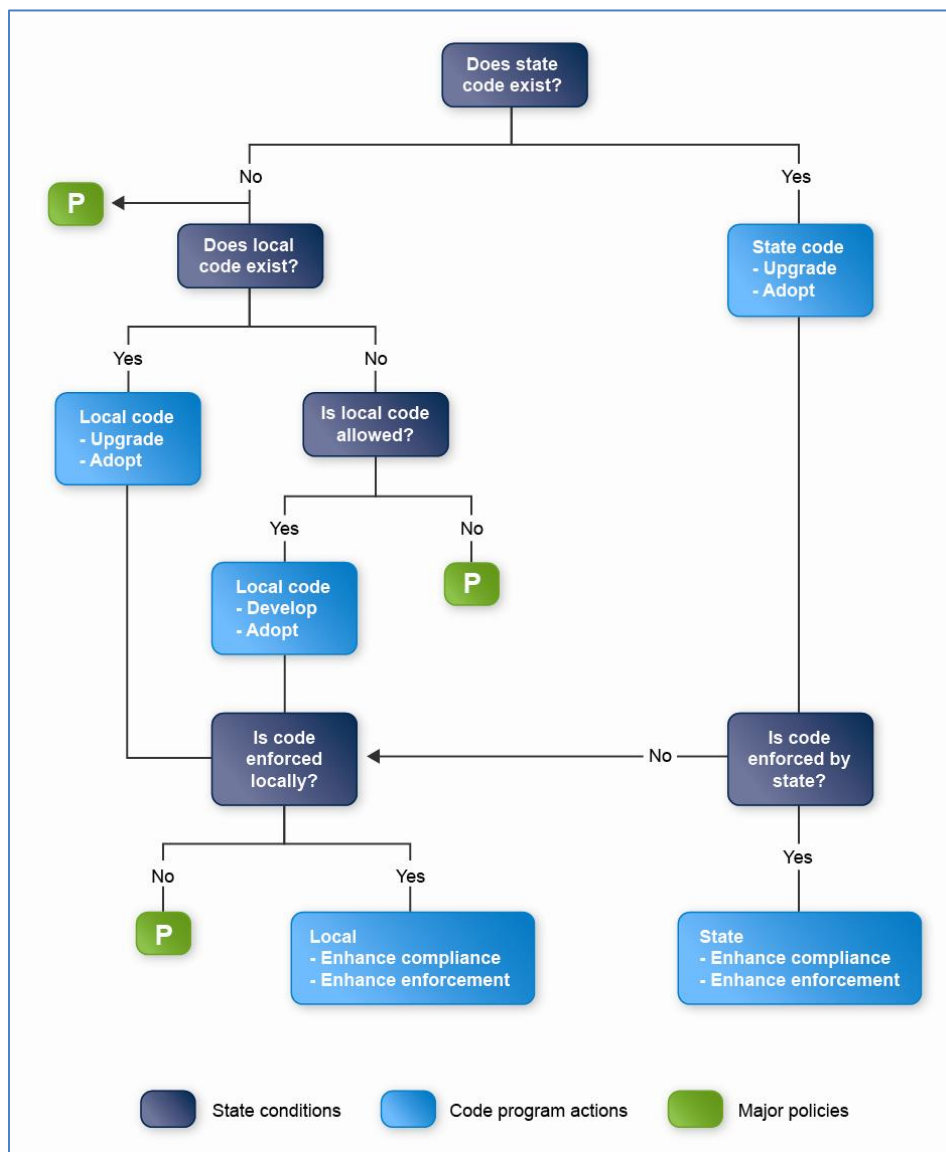 Does state
code exist?
No
Yes
P
Does local
code exist?
State code
- Upgrade
- Adopt
Yes
No
Local code
- Upgrade
- Adopt
Is local code
allowed?
Yes
No
Local code
- Develop
- Adopt
P
Is code
enforced
locally?
No
Is code
enforced by
state?
No
Yes
Yes
P
Local
- Enhance compliance
- Enhance enforcement
State
- Enhance compliance
- Enhance enforcement
State conditions
Code program actions
Major policies